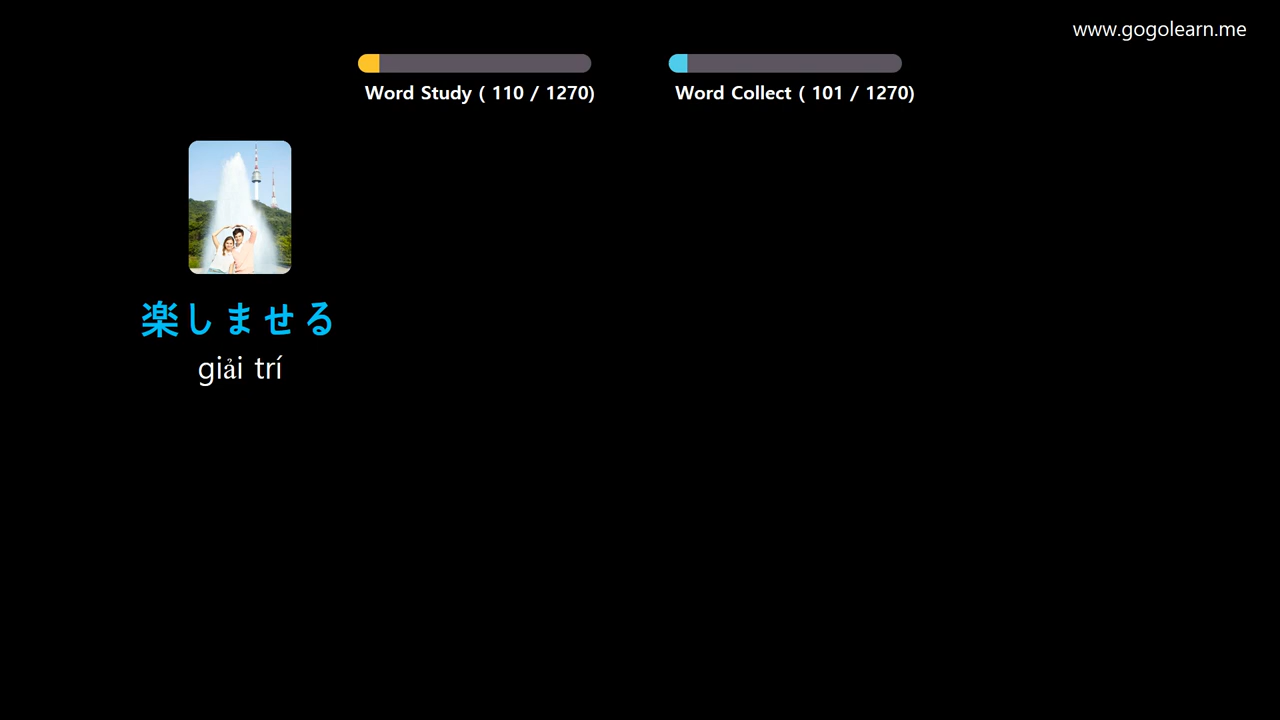 www.gogolearn.me
Word Study ( 110 / 1270)
Word Collect ( 101 / 1270)
楽しませる
giải trí